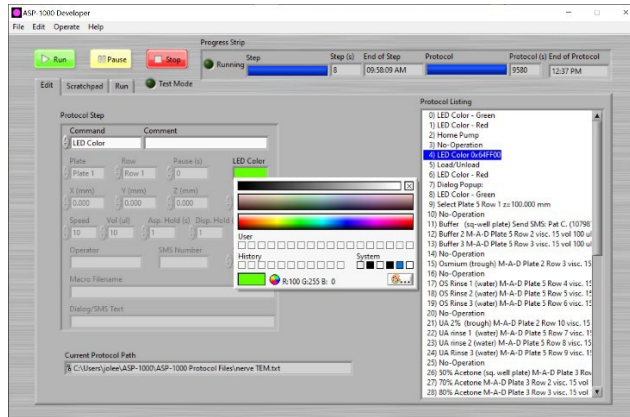 ASP-1000 Developer
File Edit Operate Help
Progress Strip
Run Pause Stop Running Step Step (s) End of Step Protocol Protocol (s) End of Protocol
8 09:58:09 AM 9580 12:37 PM
Edit Scratchpad Run Test Mode
Protocol Step
Command Comment
LED Color
Plate Row Pause (s) LED Color
Plate 1 Row 1 0
X (mm) Y (mm) Z (mm)
0.000 0.000 0.000
Speed Vol (ul) Asp. Hold (s) Disp. Hold
10 10 1 1
Operator SMS Number
Macro Filename
Dialog/SMS Text
User
History System
R:100 G:255 B: 0
Current Protocol Path
C:\Users\jolee\ASP-1000\ASP-1000 Protocol Files\nerve TEM.txt
Protocol Listing
0) LED Color - Green
1) LED Color - Red
2) Home Pump
3) No-Operation
4) LED Color 0x64FF00
5) Load/Unload
6) LED Color - Red
7) Dialog Popup:
8) LED Color - Green
9) Select Plate 5 Row 1 z: 100.000 mm
10) No-Operation
11) Buffer (sq-well plate) Send SMS: Pat C. (10798
12) Buffer 2 M-A-D Plate 5 Row 2 visc. 15 vol 100 u
13) Buffer 3 M-A-D Plate 5 Row 3 visc. 15 vol 100 u
14) No-Operation
15) Osmium (trough) M-A-D Plate 2 Row 3 visc. 15
16) No-Operation
17) OS Rinse 1 (water) M-A-D Plate 5 Row 4 visc. 15
18) OS Rinse 2 (water) M-A-D Plate 5 Row 5 visc. 15
19) OS Rinse 3 (water) M-A-D Plate 5 Row 6 visc. 15
20) No-Operation
21) UA 2% (trough) M-A-D Plate 2 Row 10 visc. 15
22) UA rinse 1 (water) M-A-D Plate 5 Row 7 visc. 15
23) UA rinse 2 (water) M-A-D Plate 5 Row 8 visc. 15
24) UA Rinse 3 (water) M-A-D Plate 5 Row 9 visc. 15
25) No-Operation
26) 50% Acetone (sq. well plate) M-A-D Plate 3 Row
27) 70% Acetone M-A-D Plate 3 Row 2 visc. 15 vol
28) 80% Acetone M-A-D Plate 3 Row 3 visc. 15 vol